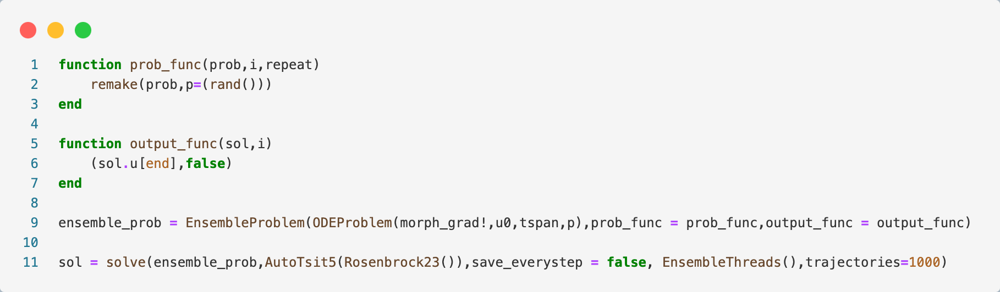 1 function prob_func(prob,i,repeat)
2     remake(prob,p=(rand()))
3 end
4
5 function output_func(sol,i)
6     (sol.u[end],false)
7 end
8
9 ensemble_prob = EnsembleProblem(ODEProblem(morph_grad!,u0,tspan,p),prob_func = prob_func,output_func = output_func)
10
11 sol = solve(ensemble_prob,AutoTsit5(Rosenbrock23()),save_everystep = false, EnsembleThreads(),trajectories=1000)